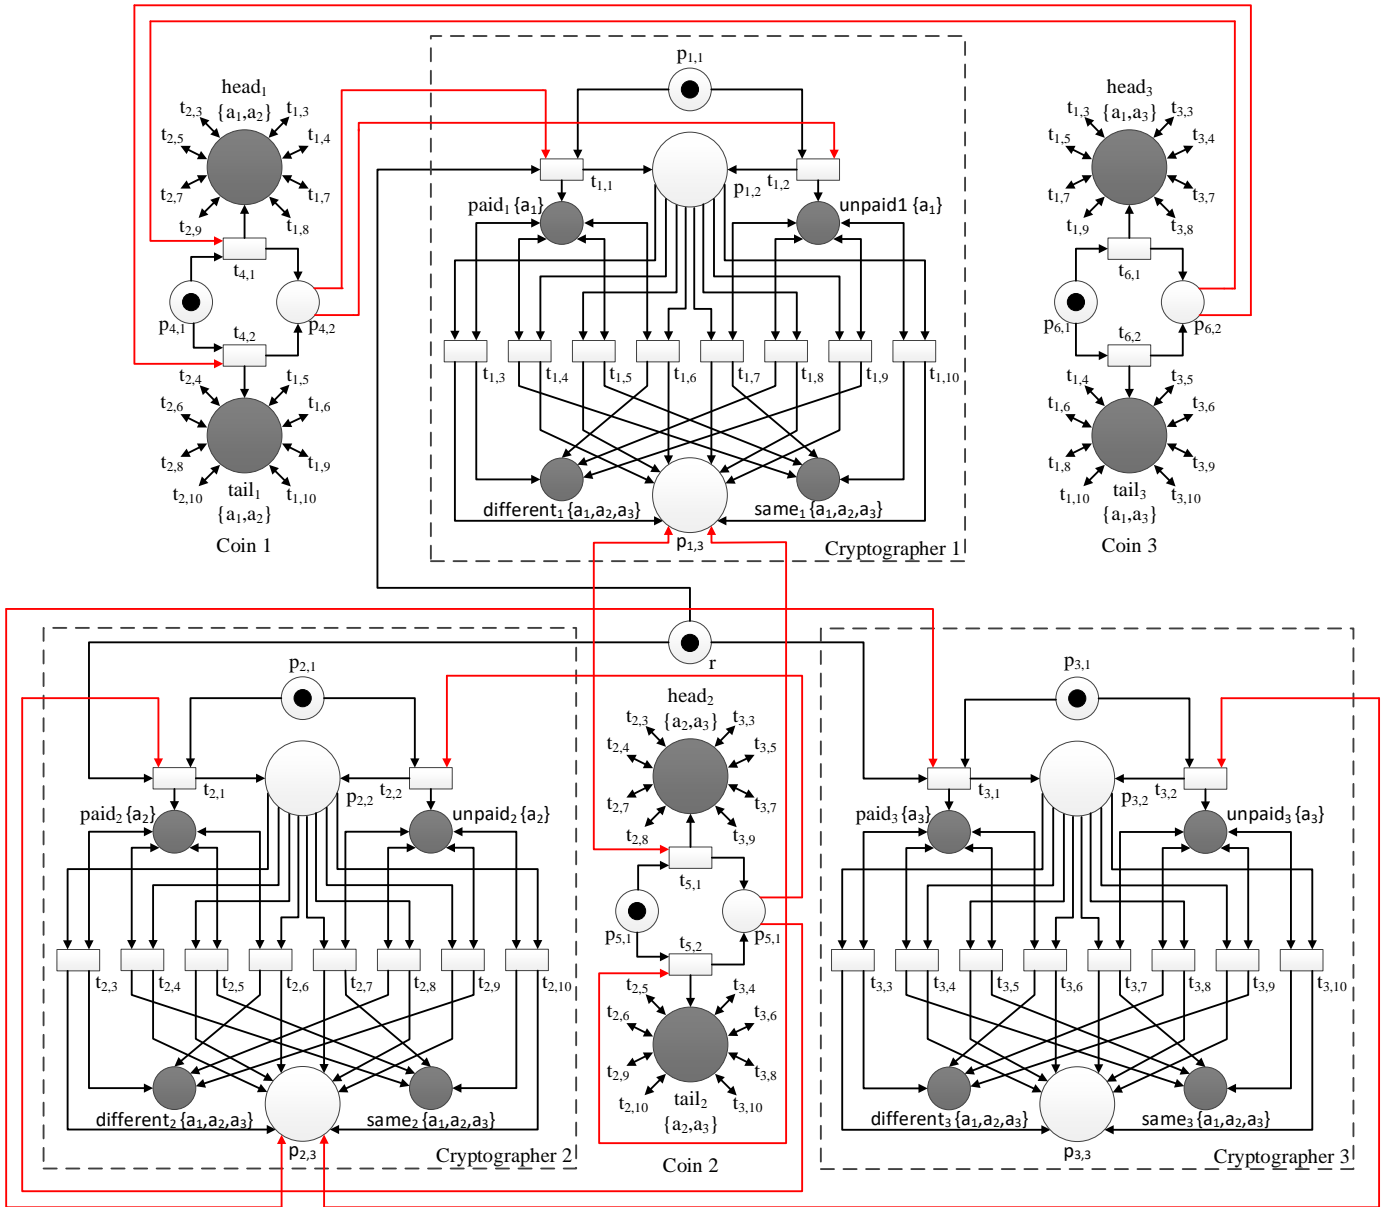 p1,1
head1
{a1,a2}
t2,3
t1,3
t2,5
t1,4
t2,7
t1,7
t2,9
t1,8
t4,1
p4,1
p4,2
t4,2
t2,4
t1,5
t2,6
t1,6
t2,8
t1,9
t2,10
t1,10
tail1
{a1,a2}
Coin 1
t1,1
p1,2
t1,2
paid1 {a1}
unpaid1 {a1}
t1,3
t1,4
t1,5
t1,6
t1,7
t1,8
t1,9
t1,10
different1 {a1,a2,a3}
same1 {a1,a2,a3}
p1,3
Cryptographer 1
head3
{a1,a3}
t1,3
t3,3
t1,5
t3,4
t1,7
t3,7
t1,9
t3,8
t6,1
p6,1
p6,2
t6,2
t1,4
t3,5
t1,6
t3,6
t1,8
t3,9
t1,10
t3,10
tail3
{a1,a3}
Coin 3
r
p2,1
t2,1
p2,2
t2,2
paid2 {a2}
unpaid2 {a2}
t2,3
t2,4
t2,5
t2,6
t2,7
t2,8
t2,9
t2,10
different2 {a1,a2,a3}
same2 {a1,a2,a3}
p2,3
Cryptographer 2
head2
{a2,a3}
t2,3
t3,3
t2,4
t3,5
t2,7
t3,7
t2,8
t3,9
t5,1
p5,1
p5,1
t5,2
t2,5
t3,4
t2,6
t3,6
t2,9
t3,8
t2,10
t3,10
tail2
{a2,a3}
Coin 2
p3,1
t3,1
p3,2
t3,2
paid3 {a3}
unpaid3 {a3}
t3,3
t3,4
t3,5
t3,6
t3,7
t3,8
t3,9
t3,10
different3 {a1,a2,a3}
same3 {a1,a2,a3}
p3,3
Cryptographer 3